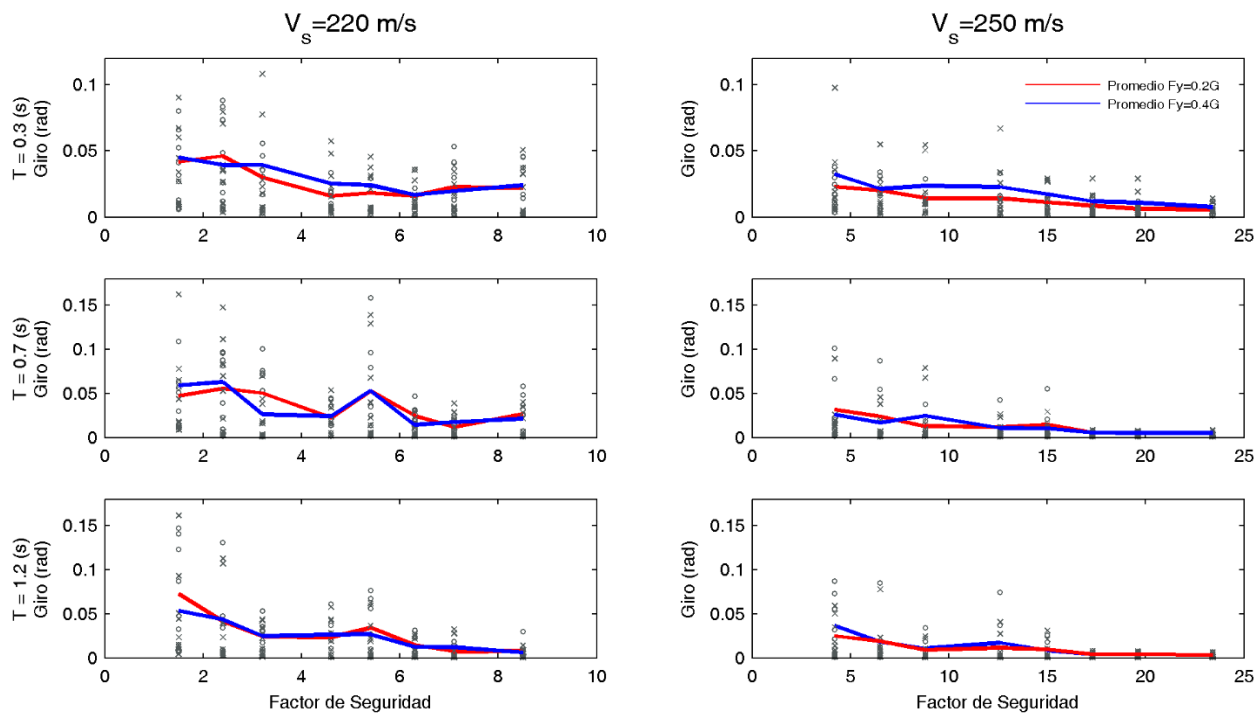 V_s=220 m/s
V_s=250 m/s
T = 0.3 (s)
Giro (rad)
0.1
0.05
0
0 2 4 6 8 10
Giro (rad)
0.1
0.05
0
0 5 10 15 20 25
Promedio Fy=0.2G
Promedio Fy=0.4G
T = 0.7 (s)
Giro (rad)
0.15
0.1
0.05
0
0 2 4 6 8 10
Giro (rad)
0.15
0.1
0.05
0
0 5 10 15 20 25
T = 1.2 (s)
Giro (rad)
0.15
0.1
0.05
0
0 2 4 6 8 10
Factor de Seguridad
Giro (rad)
0.15
0.1
0.05
0
0 5 10 15 20 25
Factor de Seguridad